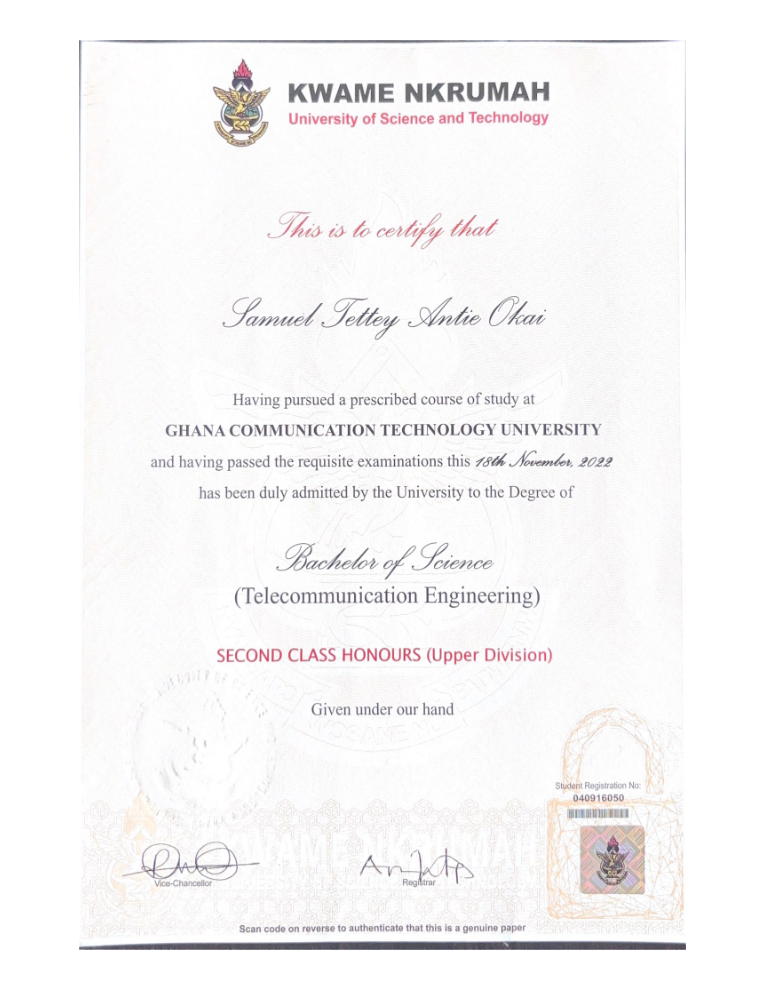 KWAME NKRUMAH
University of Science and Technology
This is to certify that
Samuel Tettey Antie Okai
Having pursued a prescribed course of study at
GHANA COMMUNICATION TECHNOLOGY UNIVERSITY
and having passed the requisite examinations this 18th November, 2022
has been duly admitted by the University to the Degree of
Bachelor of Science
(Telecommunication Engineering)
SECOND CLASS HONOURS (Upper Division)
Given under our hand
Student Registration No:
040916050
KWAME NKRUMAH
Vice-Chancellor
Registrar
Scan code on reverse to authenticate that this is a genuine paper